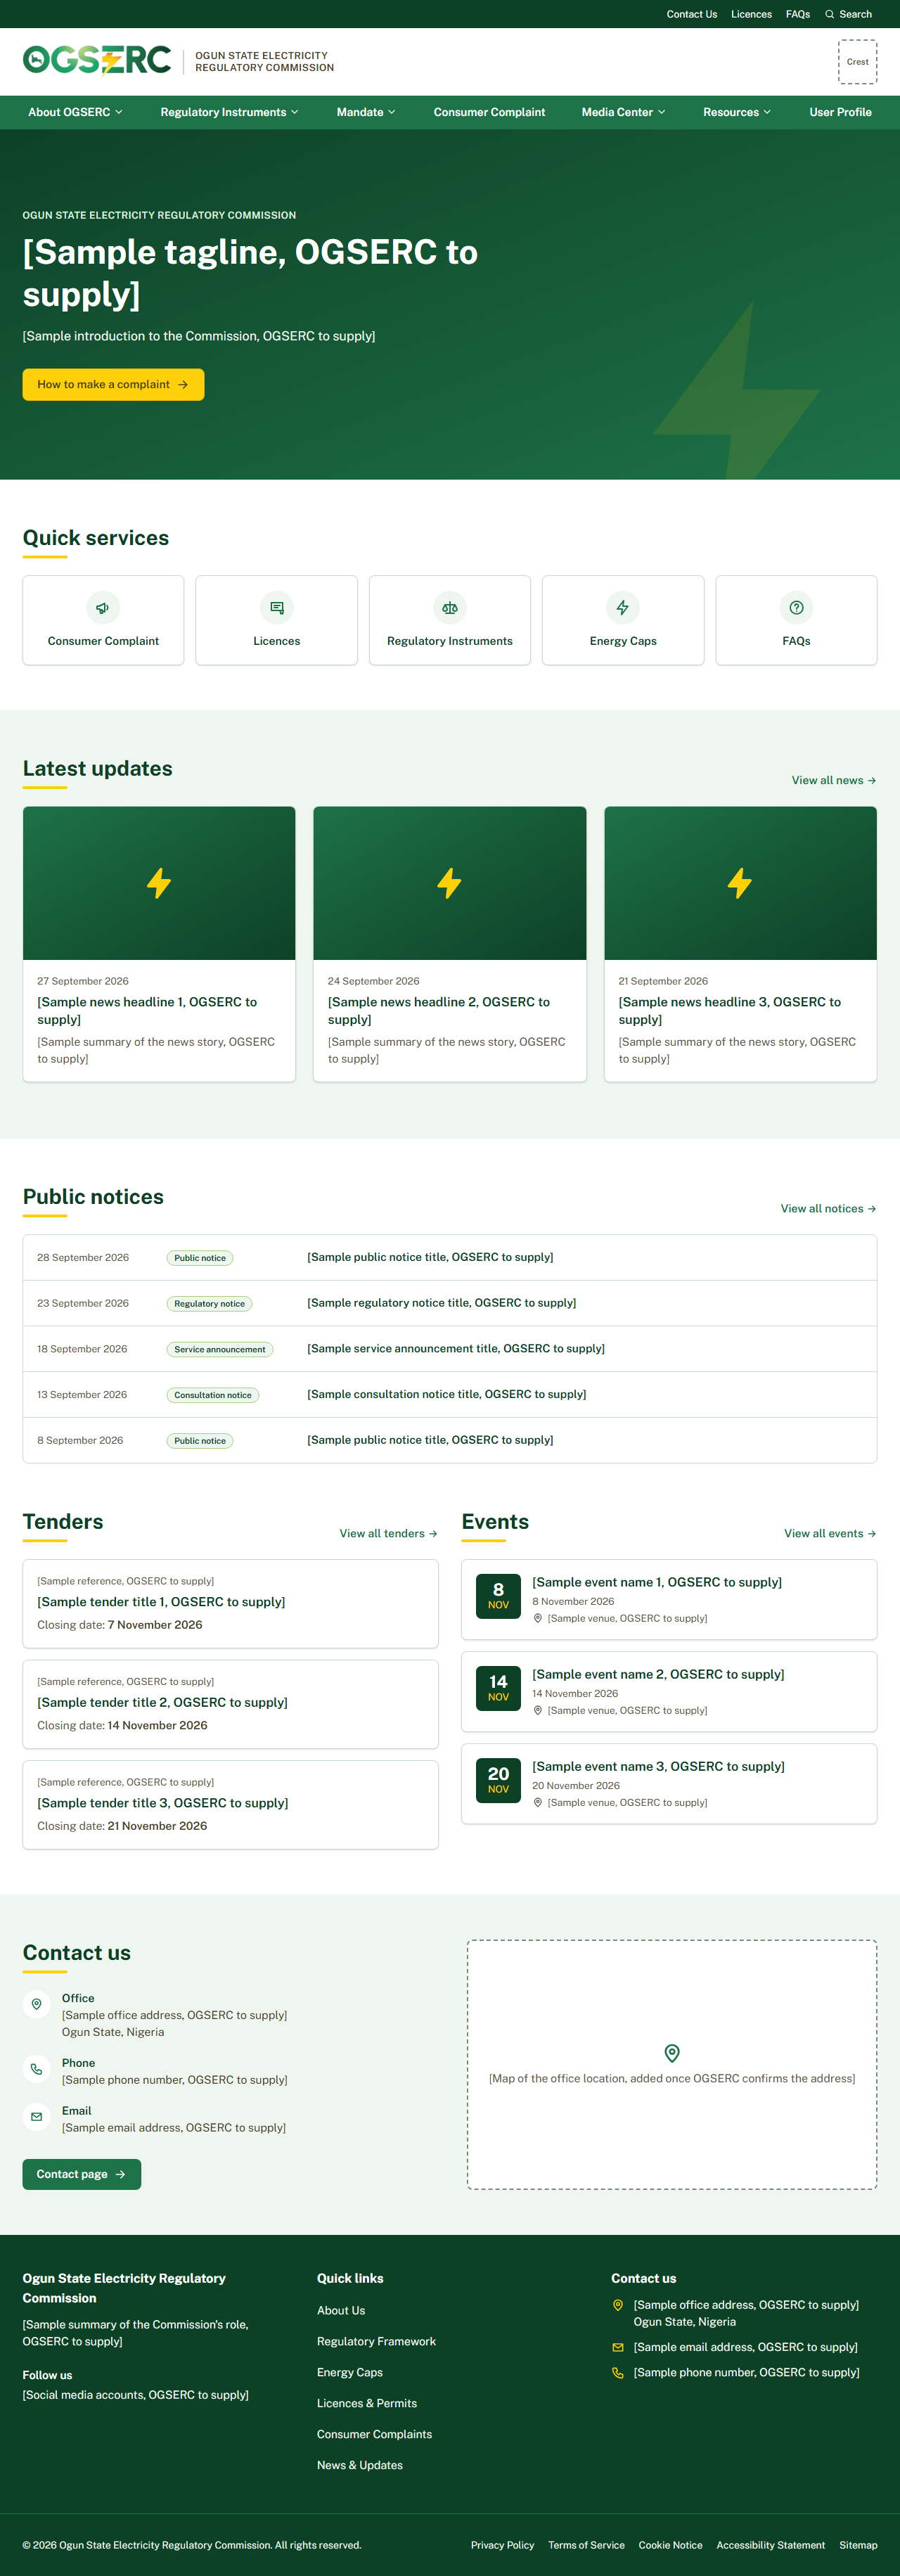 Contact Us Licences FAQs Search
OGSERC
OGUN STATE ELECTRICITY
REGULATORY COMMISSION
Crest
About OGSERC Regulatory Instruments Mandate Consumer Complaint Media Center Resources User Profile
OGUN STATE ELECTRICITY REGULATORY COMMISSION
[Sample tagline, OGSERC to
supply]
[Sample introduction to the Commission, OGSERC to supply]
How to make a complaint →
Quick services
Consumer Complaint
Licences
Regulatory Instruments
Energy Caps
FAQs
Latest updates
View all news →
27 September 2026
[Sample news headline 1, OGSERC to
supply]
[Sample summary of the news story, OGSERC
to supply]
24 September 2026
[Sample news headline 2, OGSERC to
supply]
[Sample summary of the news story, OGSERC
to supply]
21 September 2026
[Sample news headline 3, OGSERC to
supply]
[Sample summary of the news story, OGSERC
to supply]
Public notices
View all notices →
28 September 2026 Public notice [Sample public notice title, OGSERC to supply]
23 September 2026 Regulatory notice [Sample regulatory notice title, OGSERC to supply]
18 September 2026 Service announcement [Sample service announcement title, OGSERC to supply]
13 September 2026 Consultation notice [Sample consultation notice title, OGSERC to supply]
8 September 2026 Public notice [Sample public notice title, OGSERC to supply]
Tenders
View all tenders →
[Sample reference, OGSERC to supply]
[Sample tender title 1, OGSERC to supply]
Closing date: 7 November 2026
[Sample reference, OGSERC to supply]
[Sample tender title 2, OGSERC to supply]
Closing date: 14 November 2026
[Sample reference, OGSERC to supply]
[Sample tender title 3, OGSERC to supply]
Closing date: 21 November 2026
Events
View all events →
8
NOV
[Sample event name 1, OGSERC to supply]
8 November 2026
[Sample venue, OGSERC to supply]
14
NOV
[Sample event name 2, OGSERC to supply]
14 November 2026
[Sample venue, OGSERC to supply]
20
NOV
[Sample event name 3, OGSERC to supply]
20 November 2026
[Sample venue, OGSERC to supply]
Contact us
Office
[Sample office address, OGSERC to supply]
Ogun State, Nigeria
Phone
[Sample phone number, OGSERC to supply]
Email
[Sample email address, OGSERC to supply]
Contact page →
[Map of the office location, added once OGSERC confirms the address]
Ogun State Electricity Regulatory
Commission
[Sample summary of the Commission's role,
OGSERC to supply]
Follow us
[Social media accounts, OGSERC to supply]
Quick links
About Us
Regulatory Framework
Energy Caps
Licences & Permits
Consumer Complaints
News & Updates
Contact us
[Sample office address, OGSERC to supply]
Ogun State, Nigeria
[Sample email address, OGSERC to supply]
[Sample phone number, OGSERC to supply]
© 2026 Ogun State Electricity Regulatory Commission. All rights reserved.
Privacy Policy Terms of Service Cookie Notice Accessibility Statement Sitemap